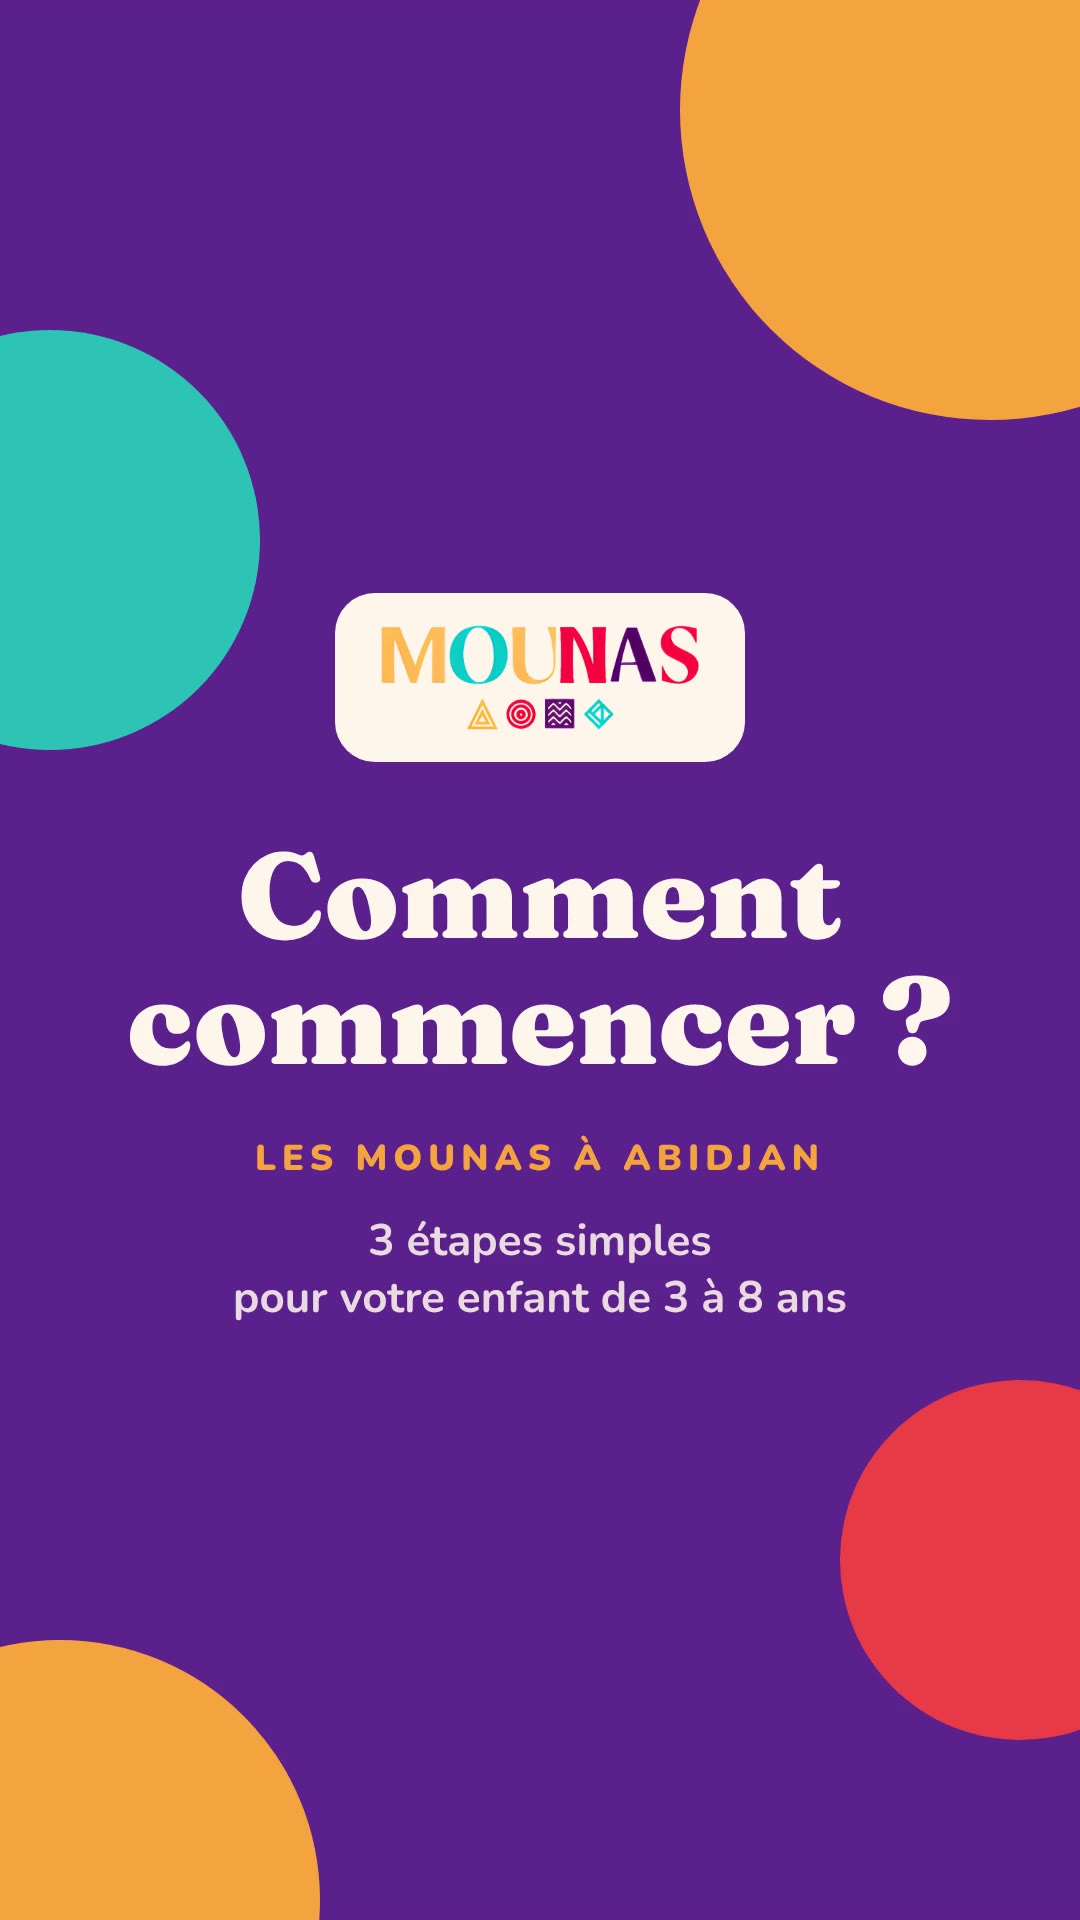 MOUNAS
Comment
commencer ?
LES MOUNAS À ABIDJAN
3 étapes simples
pour votre enfant de 3 à 8 ans